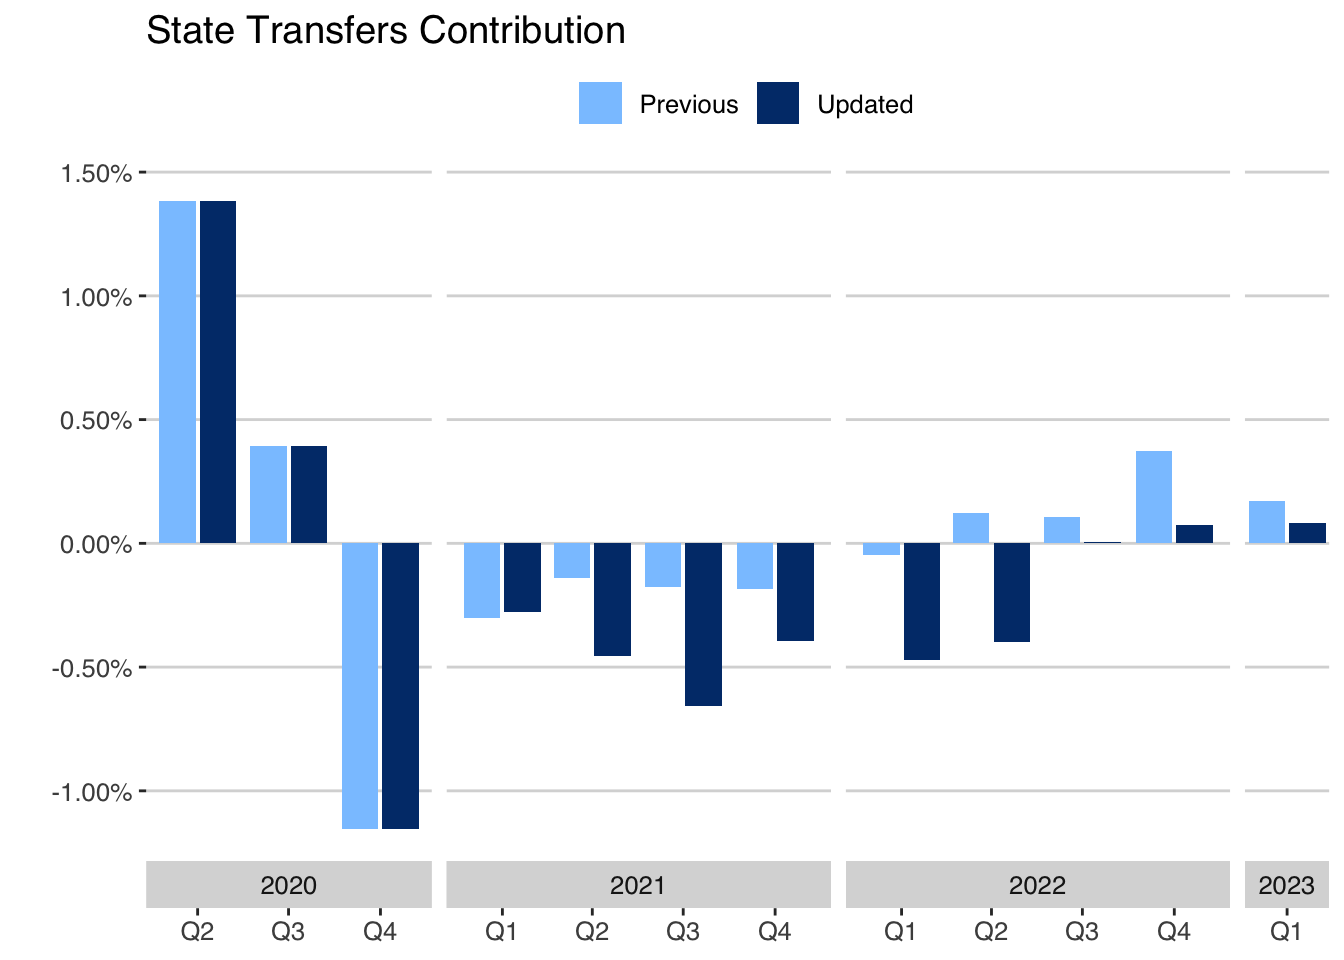 State Transfers Contribution
Previous Updated
1.50%
1.00%
0.50%
0.00%
-0.50%
-1.00%
2020 2021 2022 2023
Q2 Q3 Q4 Q1 Q2 Q3 Q4 Q1 Q2 Q3 Q4 Q1